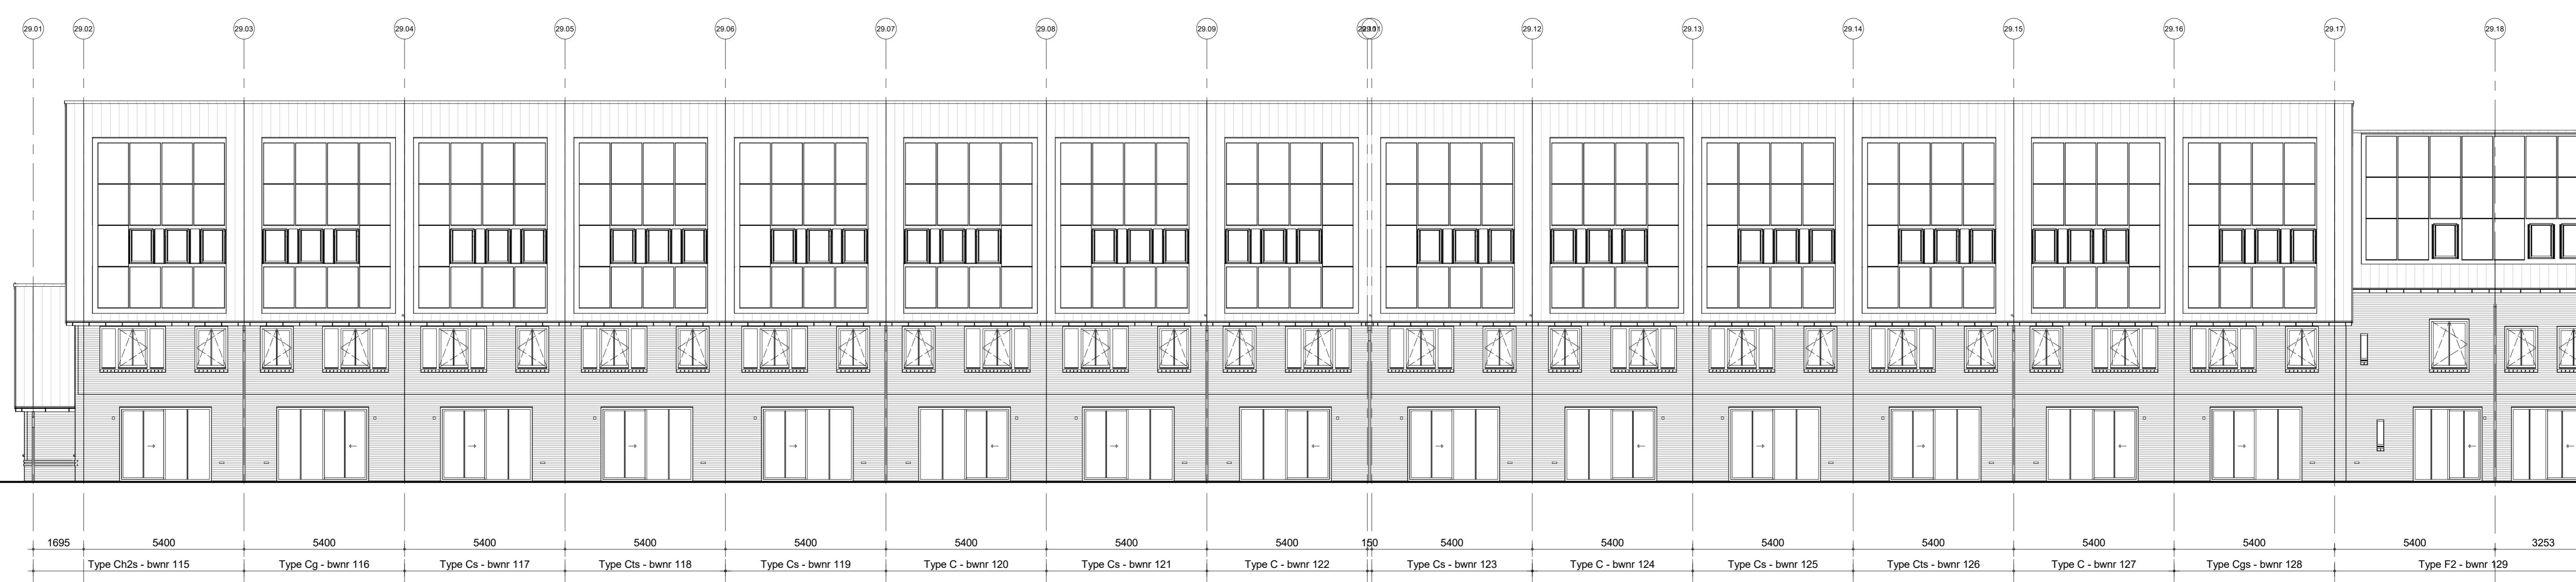 29.01 29.02 29.03 29.04 29.05 29.06 29.07 29.08 29.09 29.10 29.11 29.12 29.13 29.14 29.15 29.16 29.17 29.18
1695 5400 5400 5400 5400 5400 5400 5400 5400 150 5400 5400 5400 5400 5400 5400 5400 3253
Type Ch2s - bwnr 115 Type Cg - bwnr 116 Type Cs - bwnr 117 Type Cts - bwnr 118 Type Cs - bwnr 119 Type C - bwnr 120 Type Cs - bwnr 121 Type C - bwnr 122 Type Cs - bwnr 123 Type C - bwnr 124 Type Cs - bwnr 125 Type Cts - bwnr 126 Type C - bwnr 127 Type Cgs - bwnr 128 Type F2 - bwnr 129